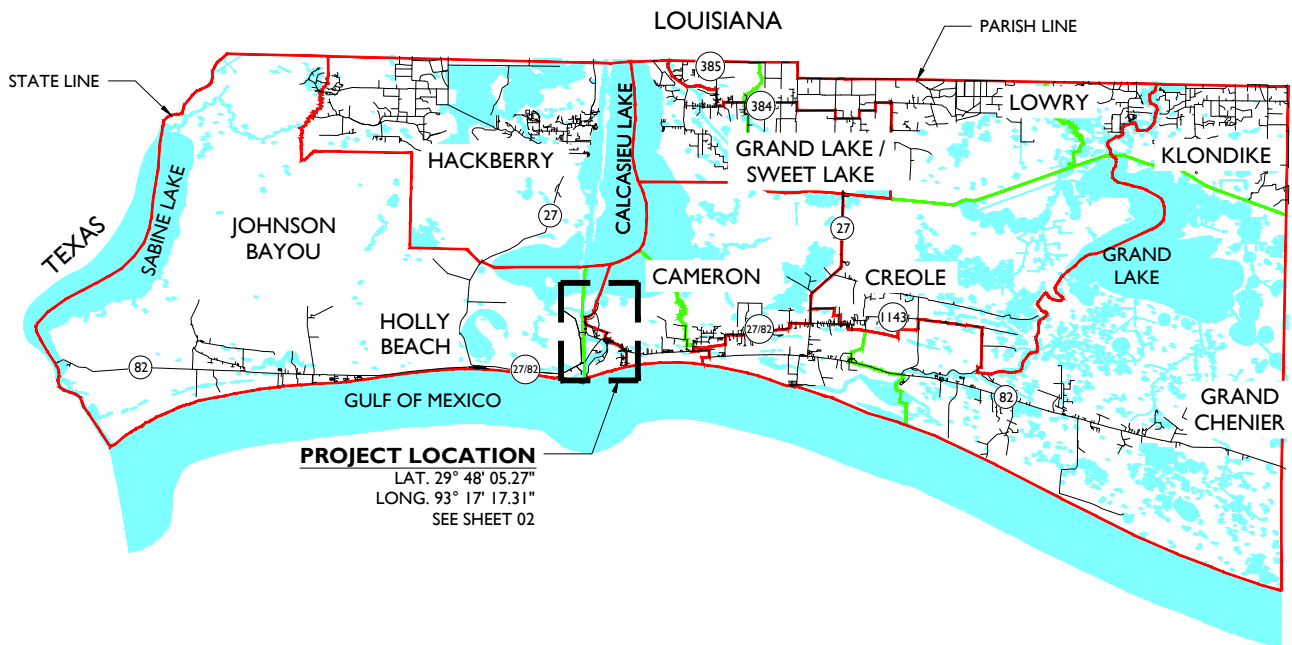 LOUISIANA
PARISH LINE
STATE LINE
385
384
LOWRY
HACKBERRY
CALCASIEU LAKE
GRAND LAKE /
SWEET LAKE
KLONDIKE
TEXAS
SABINE LAKE
JOHNSON
BAYOU
27
27
GRAND
LAKE
CAMERON
CREOLE
HOLLY
BEACH
27/82
1143
82
27/82
82
GULF OF MEXICO
GRAND
CHENIER
PROJECT LOCATION
LAT. 29° 48' 05.27"
LONG. 93° 17' 17.31"
SEE SHEET 02